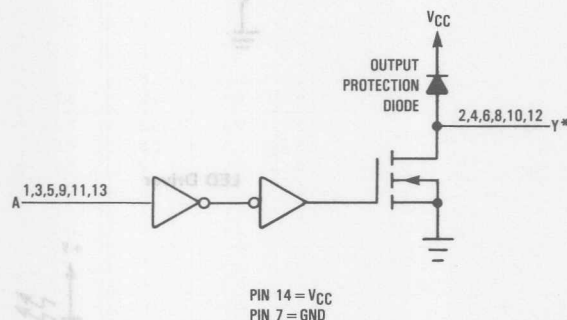 VCC
OUTPUT
PROTECTION
DIODE
2,4,6,8,10,12
Y*
1,3,5,9,11,13
A
LED Driver
PIN 14 = VCC
PIN 7 = GND